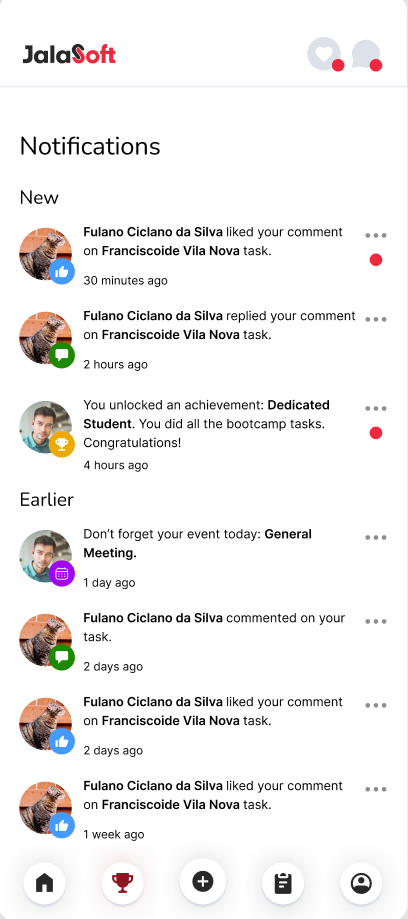 JalaSoft
Notifications
New
Fulano Ciclano da Silva liked your comment
on Franciscoide Vila Nova task.
30 minutes ago
Fulano Ciclano da Silva replied your comment
on Franciscoide Vila Nova task.
2 hours ago
You unlocked an achievement: Dedicated
Student. You did all the bootcamp tasks.
Congratulations!
4 hours ago
Earlier
Don’t forget your event today: General
Meeting.
1 day ago
Fulano Ciclano da Silva commented on your
task.
2 days ago
Fulano Ciclano da Silva liked your comment
on Franciscoide Vila Nova task.
2 days ago
Fulano Ciclano da Silva liked your comment
on Franciscoide Vila Nova task.
1 week ago